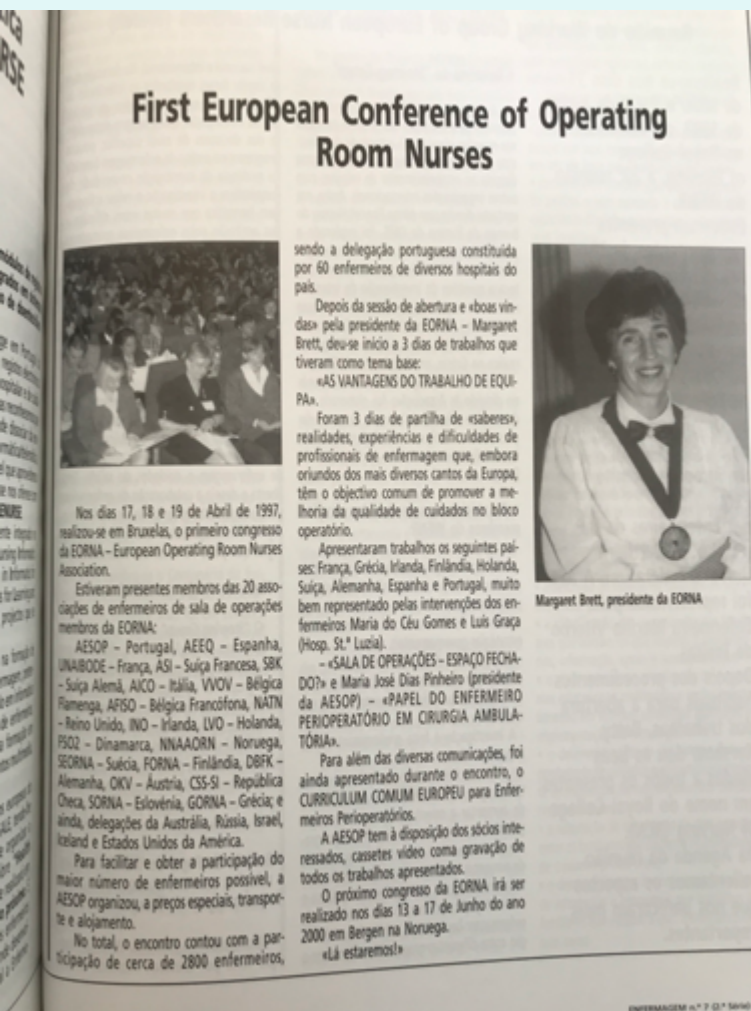 First European Conference of Operating
Room Nurses
Nos dias 17, 18 e 19 de Abril de 1997,
realizou-se em Bruxelas, o primeiro congresso
da EORNA – European Operating Room Nurses
Association.
Estiveram presentes membros das 20 asso-
ciações de enfermeiros de sala de operações
membros da EORNA:
AESOP – Portugal, AEEQ – Espanha,
UNAIBODE – França, ASI – Suiça Francesa, SBK
– Suiça Alemã, AICO – Itália, VVOV – Bélgica
Flamenga, AFISO – Bélgica Francófona, NATN
– Reino Unido, INO – Irlanda, LVO – Holanda,
FSO2 – Dinamarca, NNAAORN – Noruega,
SEORNA – Suécia, FORNA – Finlândia, DBFK –
Alemanha, OKV – Áustria, CSS-SI – República
Checa, SORNA – Eslovénia, GORNA – Grécia; e
ainda, delegações da Austrália, Rússia, Israel,
Iceland e Estados Unidos da América.
Para facilitar e obter a participação do
maior número de enfermeiros possível, a
AESOP organizou, a preços especiais, transpor-
te e alojamento.
No total, o encontro contou com a par-
ticipação de cerca de 2800 enfermeiros,
sendo a delegação portuguesa constituida
por 60 enfermeiros de diversos hospitais do
país.
Depois da sessão de abertura e «boas vin-
das» pela presidente da EORNA – Margaret
Brett, deu-se início a 3 dias de trabalhos que
tiveram como tema base:
«AS VANTAGENS DO TRABALHO DE EQUI-
PA».
Foram 3 dias de partilha de «saberes»,
realidades, experiências e dificuldades de
profissionais de enfermagem que, embora
oriundos dos mais diversos cantos da Europa,
têm o objectivo comum de promover a me-
lhoria da qualidade de cuidados no bloco
operatório.
Apresentaram trabalhos os seguintes paí-
ses: França, Grécia, Irlanda, Finlândia, Holanda,
Suiça, Alemanha, Espanha e Portugal, muito
bem representado pelas intervenções dos en-
fermeiros Maria do Céu Gomes e Luis Graça
(Hosp. St.ª Luzia).
– «SALA DE OPERAÇÕES – ESPAÇO FECHA-
DO?» e Maria José Dias Pinheiro (presidente
da AESOP) – «PAPEL DO ENFERMEIRO
PERIOPERATÓRIO EM CIRURGIA AMBULA-
TÓRIA».
Para além das diversas comunicações, foi
ainda apresentado durante o encontro, o
CURRICULUM COMUM EUROPEU para Enfer-
meiros Perioperatórios.
A AESOP tem à disposição dos sócios inte-
ressados, cassetes vídeo coma gravação de
todos os trabalhos apresentados.
O próximo congresso da EORNA irá ser
realizado nos dias 13 a 17 de Junho do ano
2000 em Bergen na Noruega.
«Lá estaremos!»
Margaret Brett, presidente da EORNA
ENFERMAGEM n.º 7 (2.ª Série)